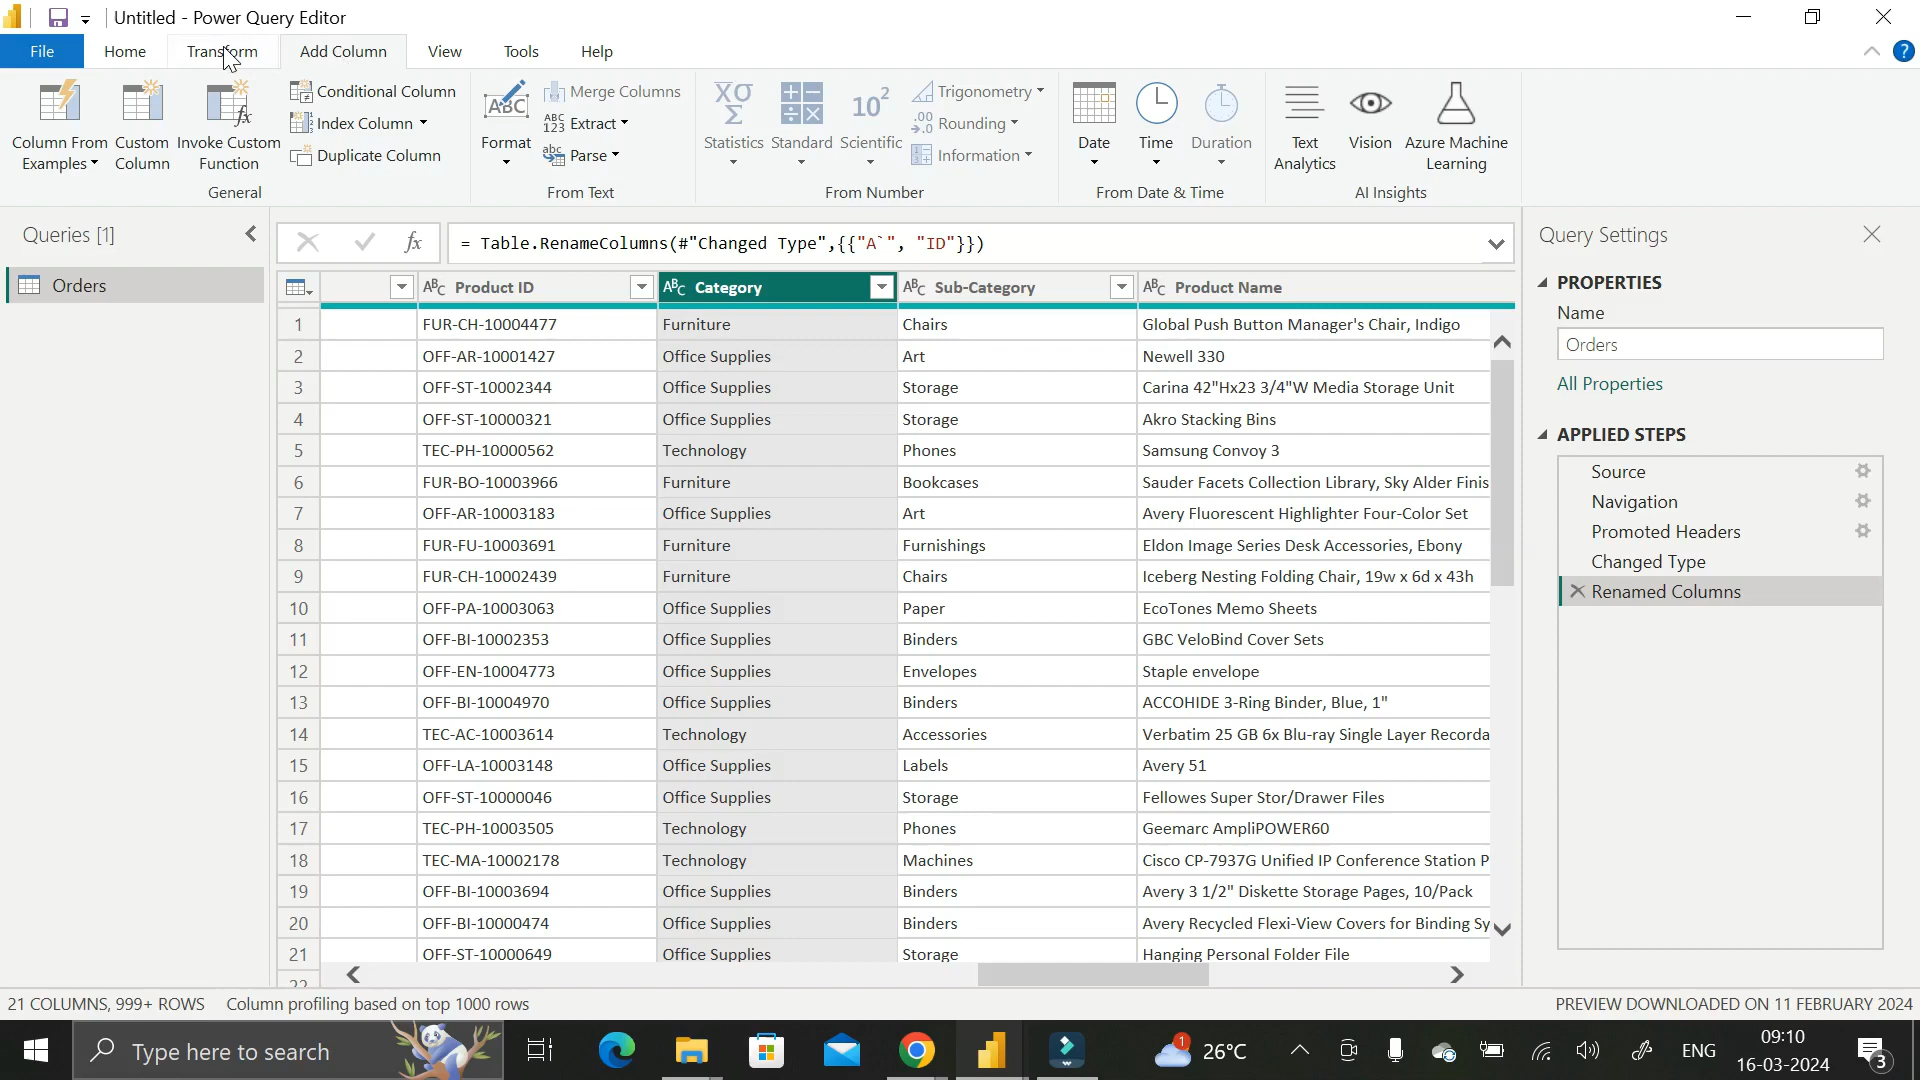 Untitled - Power Query Editor
File
Home
Transform
Add Column
View
Tools
Help
?
Column From
Examples
Custom
Column
Invoke Custom
Function
Conditional Column
Index Column
Duplicate Column
General
ABC
Format
Merge Columns
ABC
123
Extract
abc
Parse
From Text
XΟ
Σ
Statistics
Standard
10²
Scientific
Trigonometry
.00
.0
Rounding
Information
From Number
Date
Time
Duration
From Date & Time
Text
Analytics
Vision
Azure Machine
Learning
AI Insights
Queries [1]
Orders
fx
= Table.RenameColumns(#"Changed Type",{{"A`", "ID"}})
ABC Product ID
ABC Category
ABC Sub-Category
ABC Product Name
1 FUR-CH-10004477 Furniture Chairs Global Push Button Manager's Chair, Indigo
2 OFF-AR-10001427 Office Supplies Art Newell 330
3 OFF-ST-10002344 Office Supplies Storage Carina 42"Hx23 3/4"W Media Storage Unit
4 OFF-ST-10000321 Office Supplies Storage Akro Stacking Bins
5 TEC-PH-10000562 Technology Phones Samsung Convoy 3
6 FUR-BO-10003966 Furniture Bookcases Sauder Facets Collection Library, Sky Alder Finis
7 OFF-AR-10003183 Office Supplies Art Avery Fluorescent Highlighter Four-Color Set
8 FUR-FU-10003691 Furniture Furnishings Eldon Image Series Desk Accessories, Ebony
9 FUR-CH-10002439 Furniture Chairs Iceberg Nesting Folding Chair, 19w x 6d x 43h
10 OFF-PA-10003063 Office Supplies Paper EcoTones Memo Sheets
11 OFF-BI-10002353 Office Supplies Binders GBC VeloBind Cover Sets
12 OFF-EN-10004773 Office Supplies Envelopes Staple envelope
13 OFF-BI-10004970 Office Supplies Binders ACCOHIDE 3-Ring Binder, Blue, 1"
14 TEC-AC-10003614 Technology Accessories Verbatim 25 GB 6x Blu-ray Single Layer Recorda
15 OFF-LA-10003148 Office Supplies Labels Avery 51
16 OFF-ST-10000046 Office Supplies Storage Fellowes Super Stor/Drawer Files
17 TEC-PH-10003505 Technology Phones Geemarc AmpliPOWER60
18 TEC-MA-10002178 Technology Machines Cisco CP-7937G Unified IP Conference Station P
19 OFF-BI-10003694 Office Supplies Binders Avery 3 1/2" Diskette Storage Pages, 10/Pack
20 OFF-BI-10000474 Office Supplies Binders Avery Recycled Flexi-View Covers for Binding Sy
21 OFF-ST-10000649 Office Supplies Storage Hanging Personal Folder File
22
Query Settings
PROPERTIES
Name
Orders
All Properties
APPLIED STEPS
Source
Navigation
Promoted Headers
Changed Type
Renamed Columns
21 COLUMNS, 999+ ROWS
Column profiling based on top 1000 rows
PREVIEW DOWNLOADED ON 11 FEBRUARY 2024
Type here to search
1
26°C
ENG
09:10
16-03-2024
3